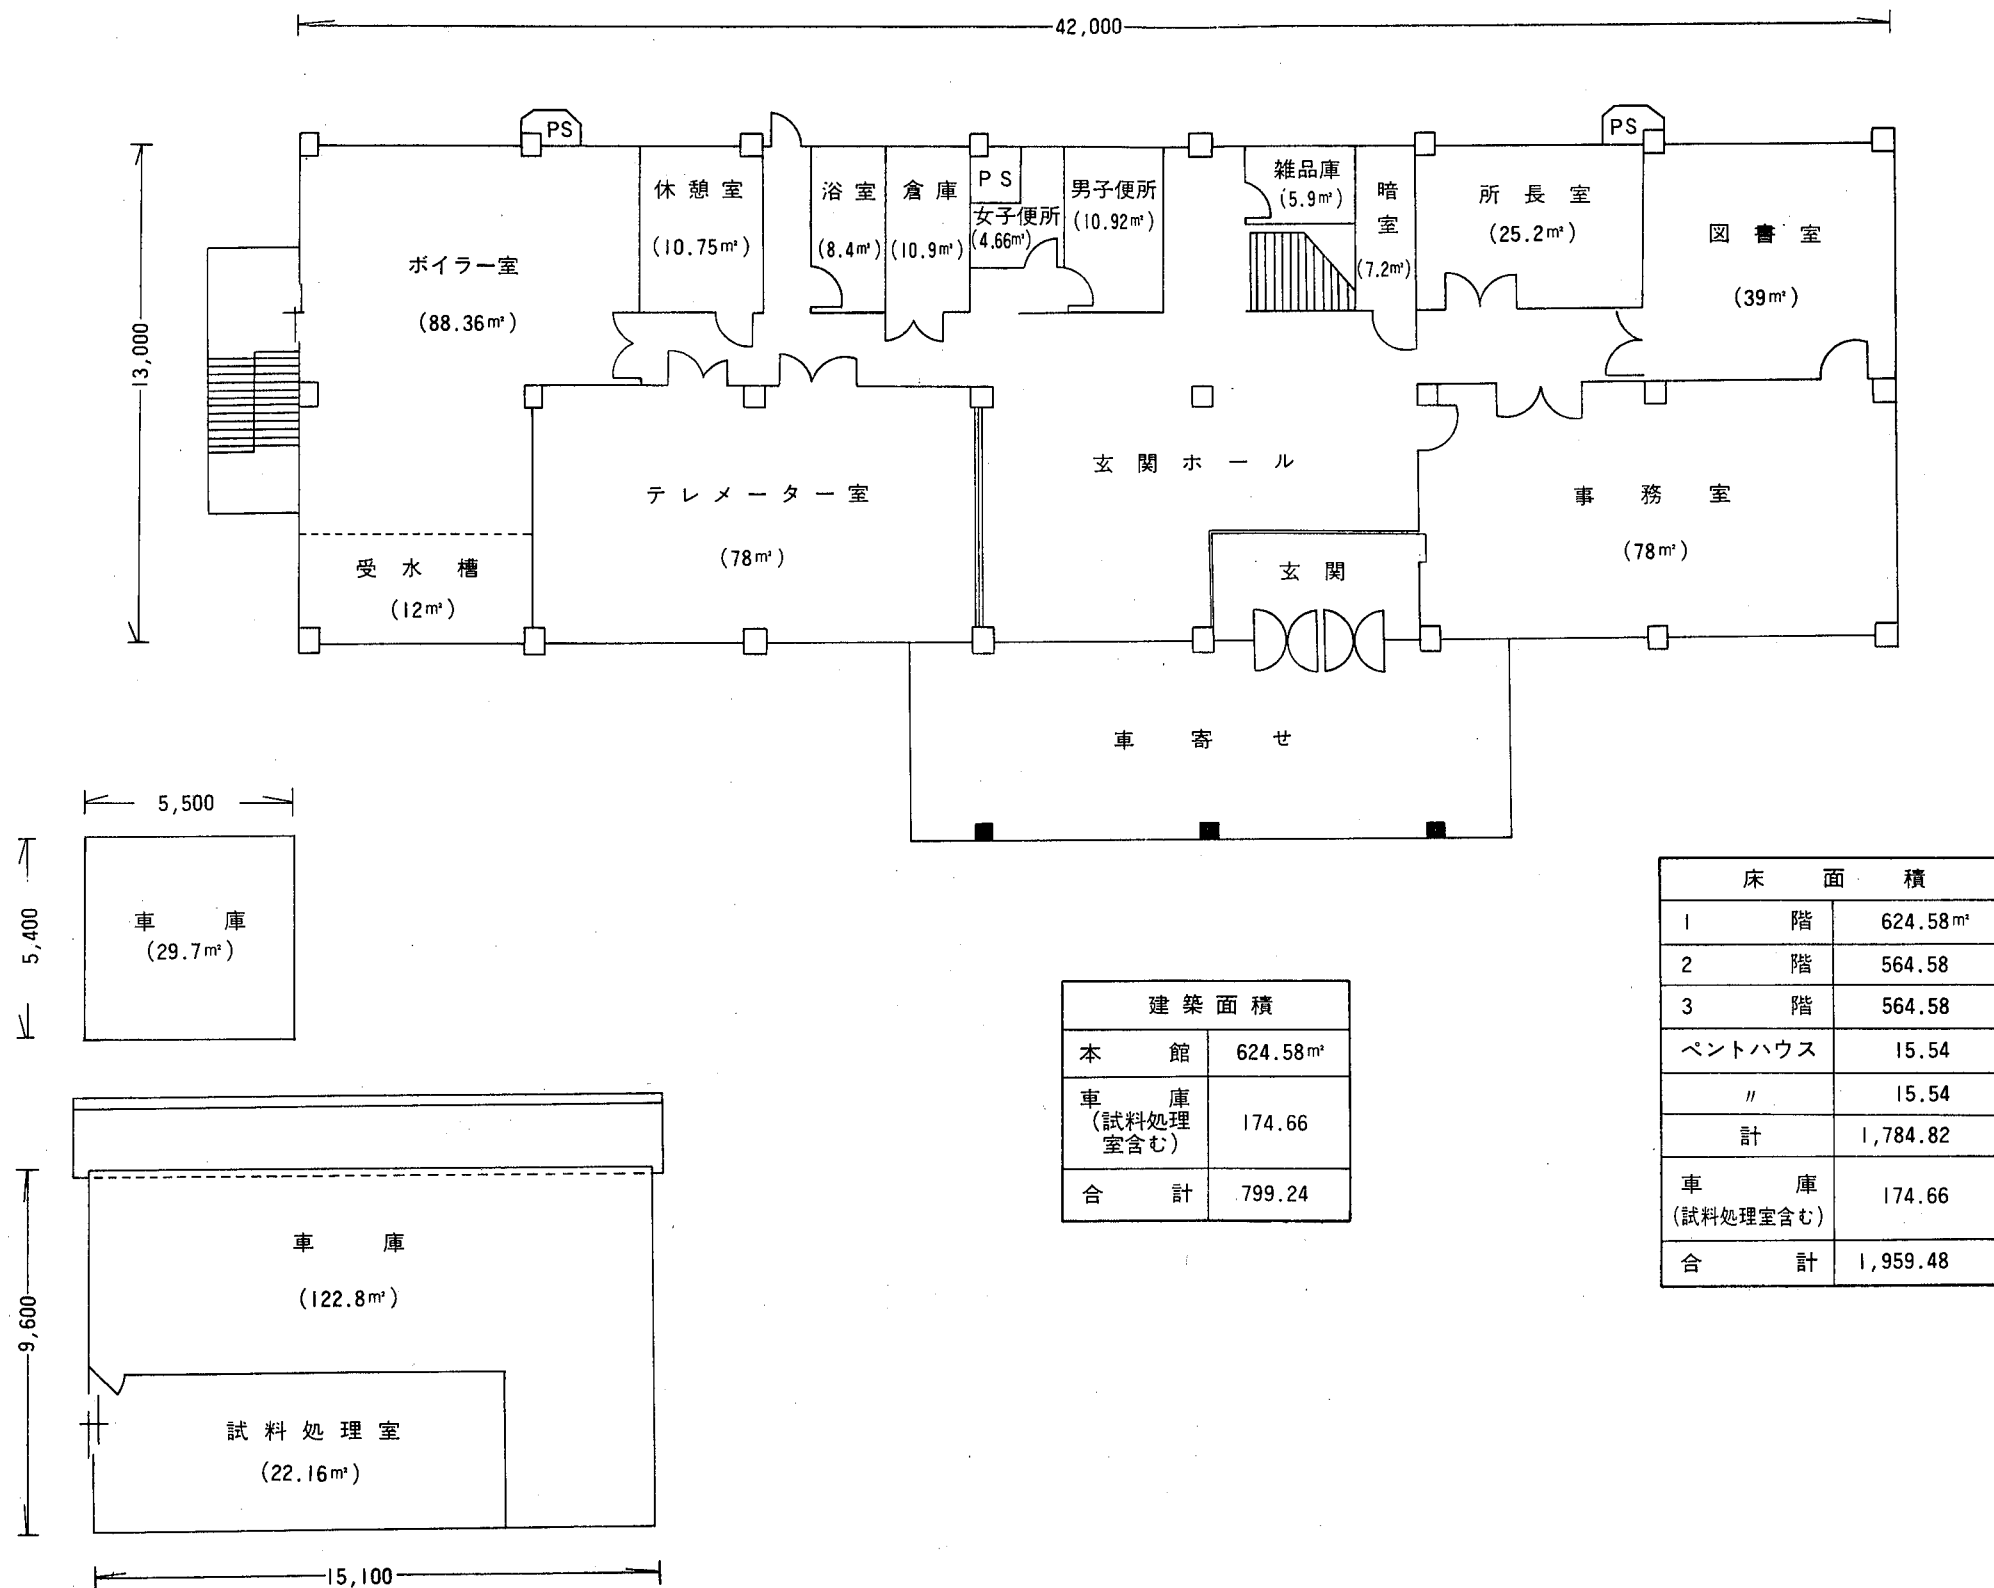 42,000
PS
PS
13,000
休憩室
(10.75㎡)
浴室
(8.4㎡)
倉庫
(10.9㎡)
PS
女子便所
(4.66㎡)
男子便所
(10.92㎡)
雑品庫
(5.9㎡)
暗室
(7.2㎡)
所長室
(25.2㎡)
図書室
(39㎡)
ボイラー室
(88.36㎡)
テレメーター室
(78㎡)
玄関ホール
事務室
(78㎡)
受水槽
(12㎡)
玄関
車寄せ
5,500
5,400
車庫
(29.7㎡)
床面積
1階 624.58㎡
2階 564.58
3階 564.58
ペントハウス 15.54
〃 15.54
計 1,784.82
車庫
(試料処理室含む)
174.66
合計 1,959.48
建築面積
本館 624.58㎡
車庫
(試料処理
室含む)
174.66
合計 799.24
9,600
車庫
(122.8㎡)
試料処理室
(22.16㎡)
15,100